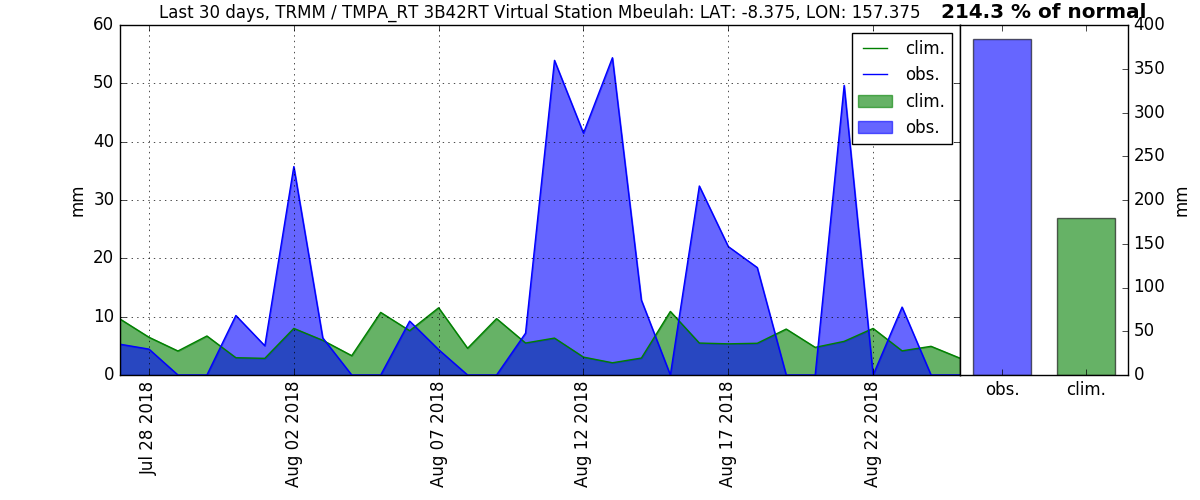 Last 30 days, TRMM / TMPA_RT 3B42RT Virtual Station Mbeulah: LAT: -8.375, LON: 157.375
214.3 % of normal
60
50
40
30
20
10
0
mm
clim.
obs.
clim.
obs.
Jul 28 2018
Aug 02 2018
Aug 07 2018
Aug 12 2018
Aug 17 2018
Aug 22 2018
400
350
300
250
200
150
100
50
0
mm
obs.
clim.